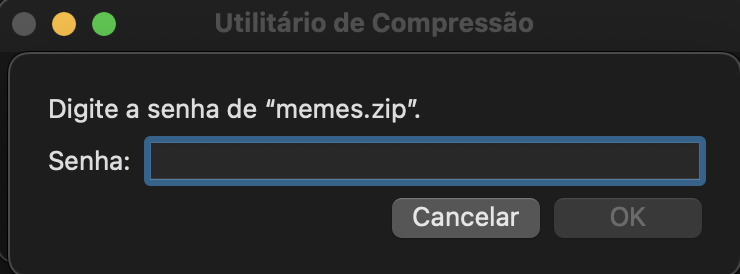 Utilitário de Compressão
Digite a senha de “memes.zip”.
Senha:
Cancelar
OK